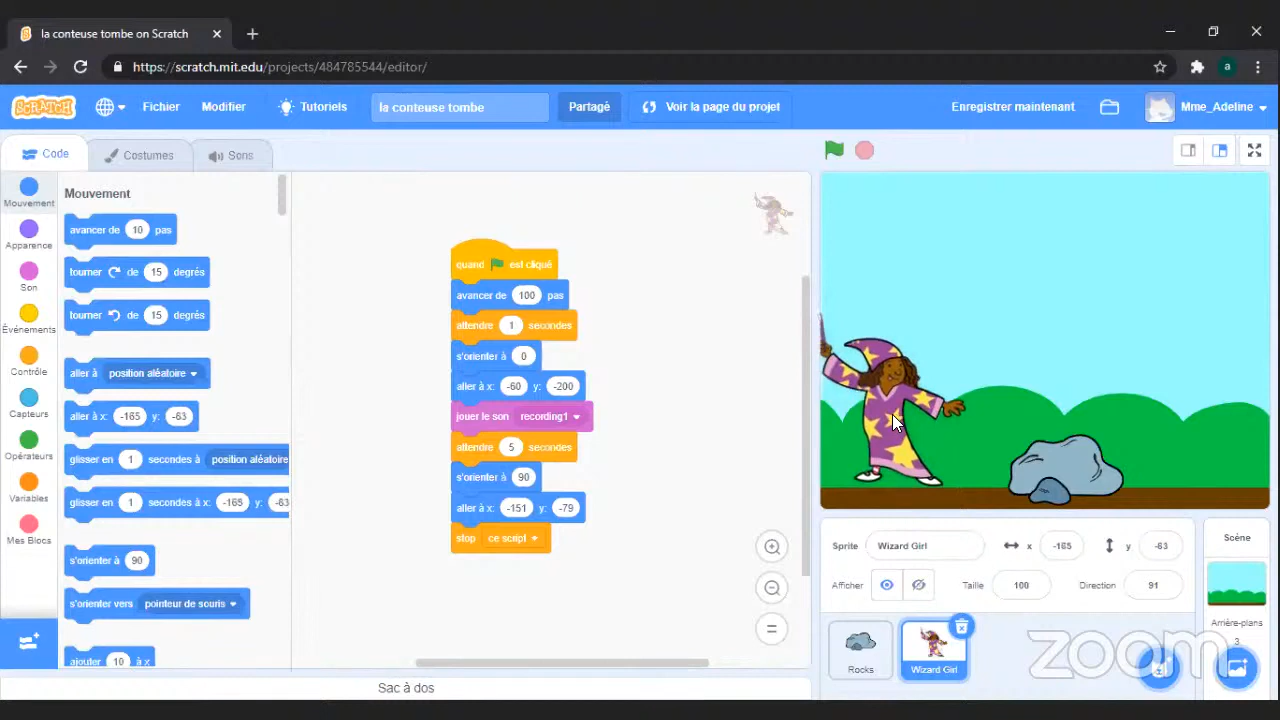 la conteuse tombe on Scratch
https://scratch.mit.edu/projects/484785544/editor/
a
SCRATCH
Fichier
Modifier
Tutoriels
la conteuse tombe
Partagé
Voir la page du projet
Enregistrer maintenant
Mme_Adeline
Code
Costumes
Sons
Mouvement
Apparence
Son
Événements
Contrôle
Capteurs
Opérateurs
Variables
Mes Blocs
Mouvement
avancer de 10 pas
tourner de 15 degrés
tourner de 15 degrés
aller à position aléatoire
aller à x: -165 y: -63
glisser en 1 secondes à position aléatoire
glisser en 1 secondes à x: -165 y: -63
s'orienter à 90
s'orienter vers pointeur de souris
ajouter 10 à x
quand est cliqué
avancer de 100 pas
attendre 1 secondes
s'orienter à 0
aller à x: -60 y: -200
jouer le son recording1
attendre 5 secondes
s'orienter à 90
aller à x: -151 y: -79
stop ce script
Sac à dos
Sprite Wizard Girl x -165 y -63
Afficher Taille 100 Direction 91
Rocks
Wizard Girl
Scène
Arrière-plans
3
zoom